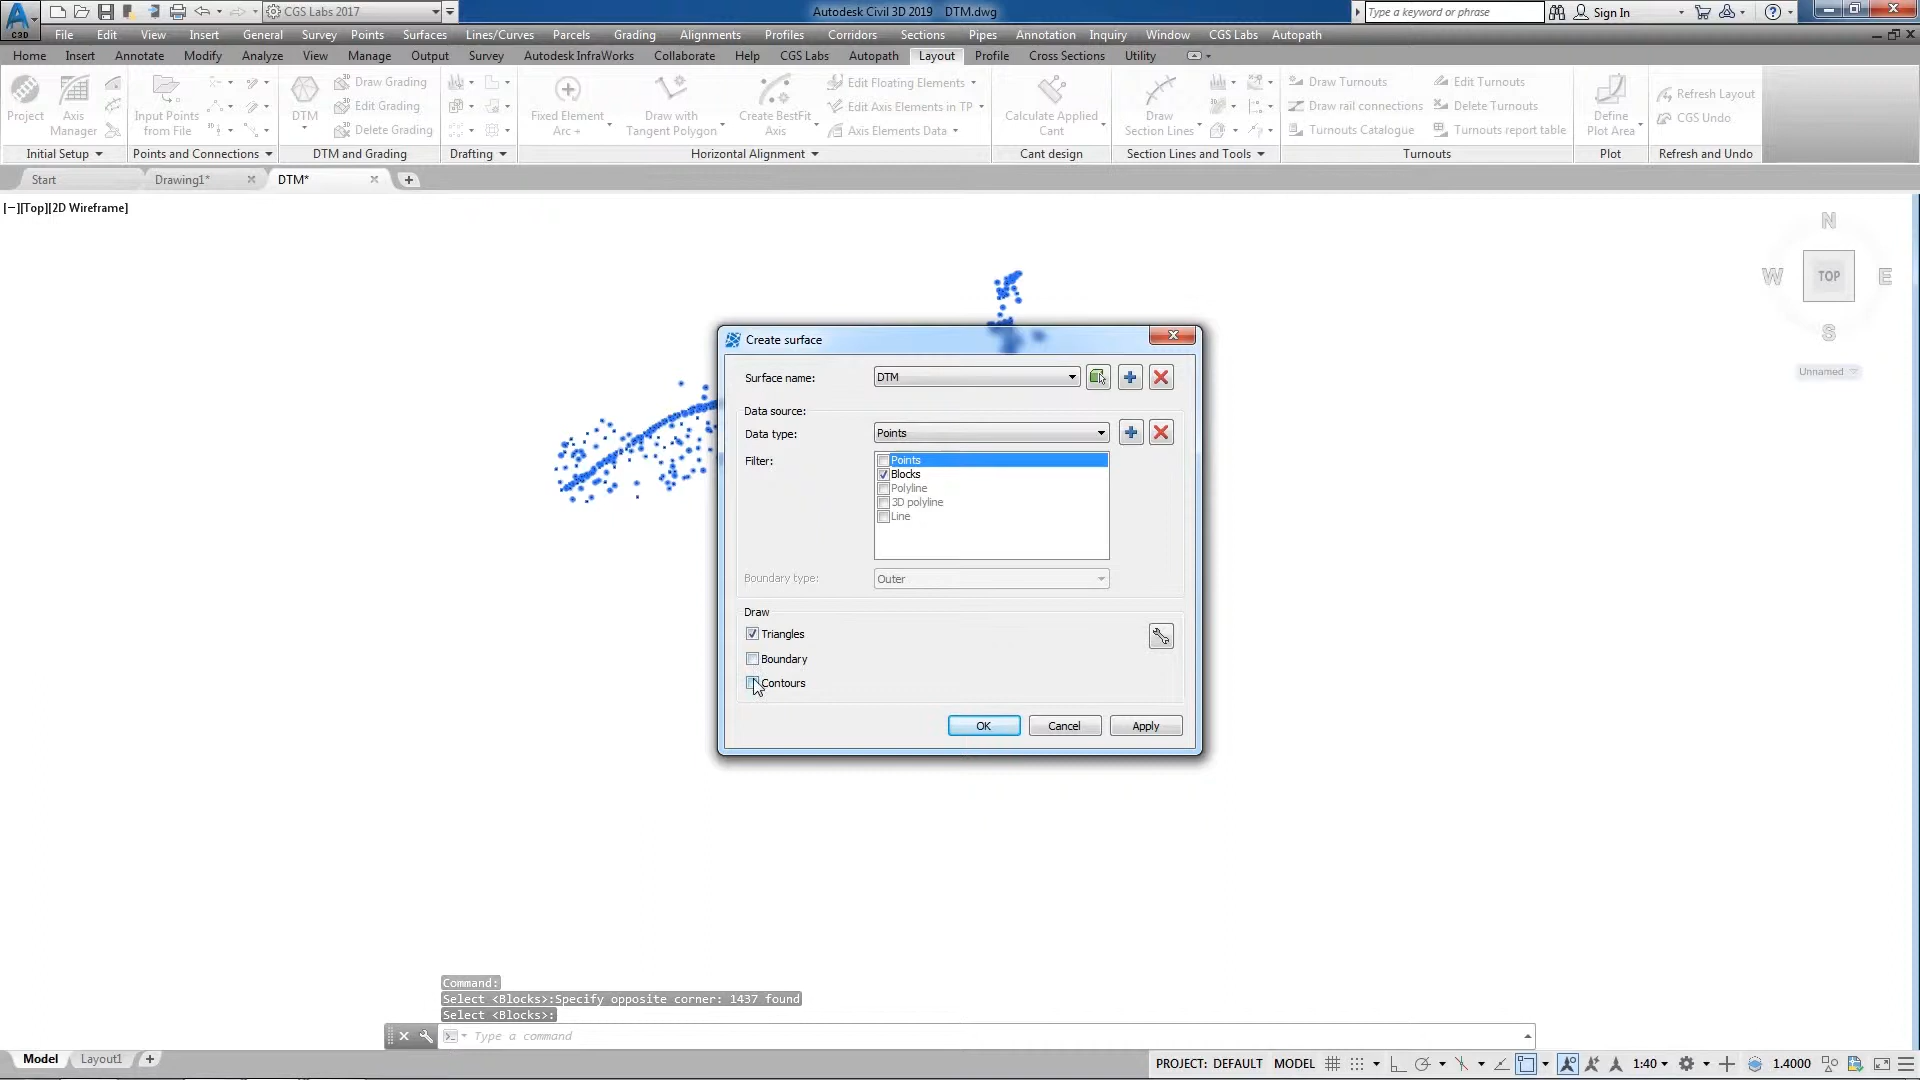 CGS Labs 2017
Autodesk Civil 3D 2019 DTM.dwg
Type a keyword or phrase
Sign In
C3D
File Edit View Insert General Survey Points Surfaces Lines/Curves Parcels Grading Alignments Profiles Corridors Sections Pipes Annotation Inquiry Window CGS Labs Autopath
Home Insert Annotate Modify Analyze View Manage Output Survey Autodesk InfraWorks Collaborate Help CGS Labs Autopath Layout Profile Cross Sections Utility
Draw Grading
Edit Floating Elements
Draw Turnouts
Edit Turnouts
Refresh Layout
Project
Axis
Manager
Input Points
from File
DTM
Edit Grading
Fixed Element
Arc +
Draw with
Tangent Polygon
Create BestFit
Axis
Edit Axis Elements in TP
Calculate Applied
Cant
Draw
Section Lines
Draw rail connections
Delete Turnouts
Define
Plot Area
CGS Undo
Delete Grading
Axis Elements Data
Turnouts Catalogue
Turnouts report table
Initial Setup
Points and Connections
DTM and Grading
Drafting
Horizontal Alignment
Cant design
Section Lines and Tools
Turnouts
Plot
Refresh and Undo
Start
Drawing1*
DTM*
[−][Top][2D Wireframe]
N
W
TOP
E
S
Unnamed
Create surface
Surface name:
DTM
Data source:
Data type:
Points
Filter:
Points
Blocks
Polyline
3D polyline
Line
Boundary type:
Outer
Draw
Triangles
Boundary
Contours
OK
Cancel
Apply
Command:
Select <Blocks>:Specify opposite corner: 1437 found
Select <Blocks>:
Type a command
Model
Layout1
PROJECT: DEFAULT
MODEL
1:40
1.4000